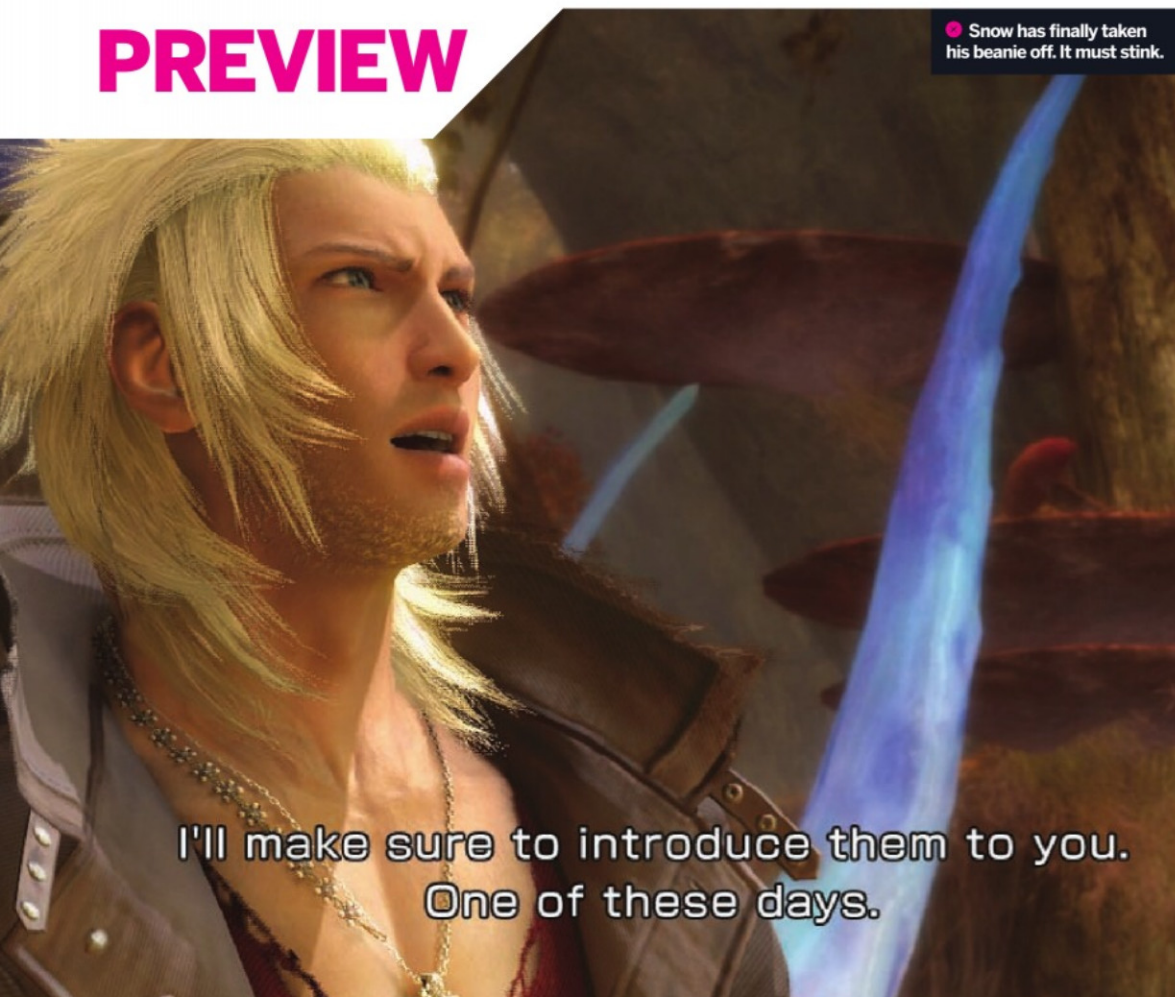 PREVIEW
Snow has finally taken
his beanie off. It must stink.
I'll make sure to introduce them to you.
One of these days.